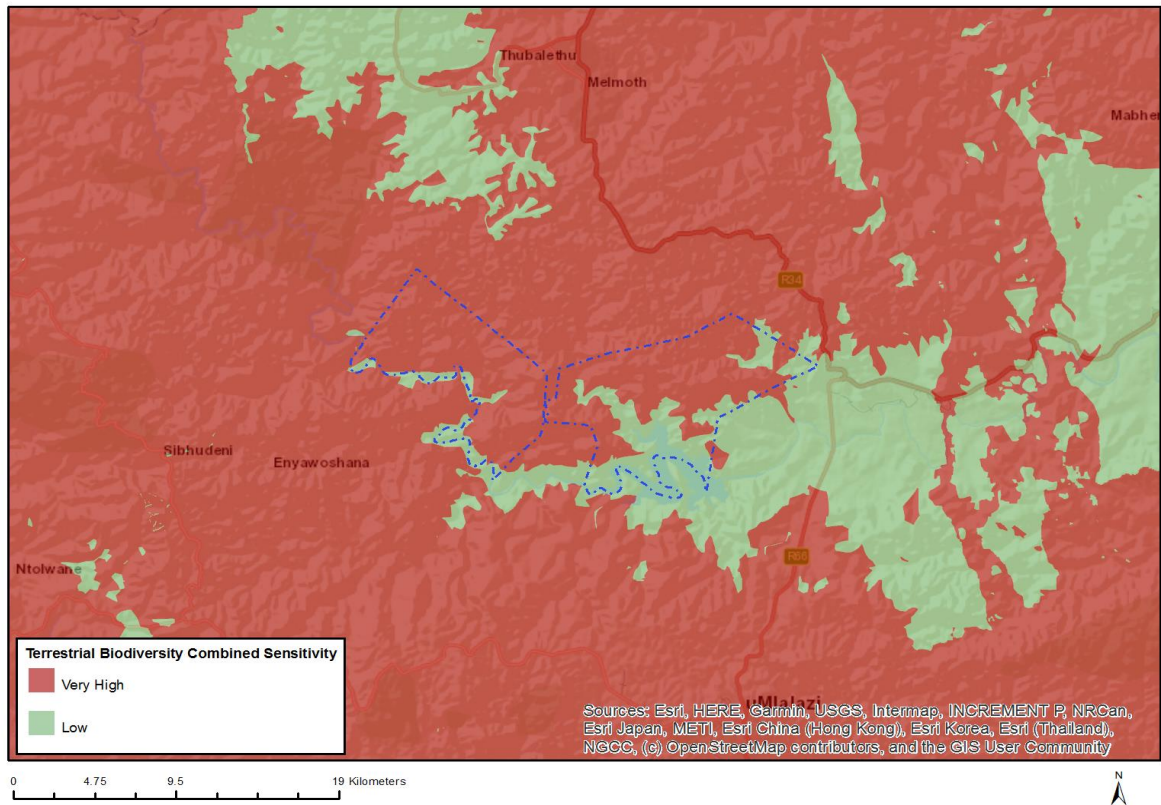 Thubalethu
Melmoth
Mabher
R34
Sibhudeni
Enyawoshana
R66
Ntolwane
uMlalazi
Terrestrial Biodiversity Combined Sensitivity
Very High
Low
Sources: Esri, HERE, Garmin, USGS, Intermap, INCREMENT P, NRCan,
Esri Japan, METI, Esri China (Hong Kong), Esri Korea, Esri (Thailand),
NGCC, (c) OpenStreetMap contributors, and the GIS User Community
0 4.75 9.5 19 Kilometers
N